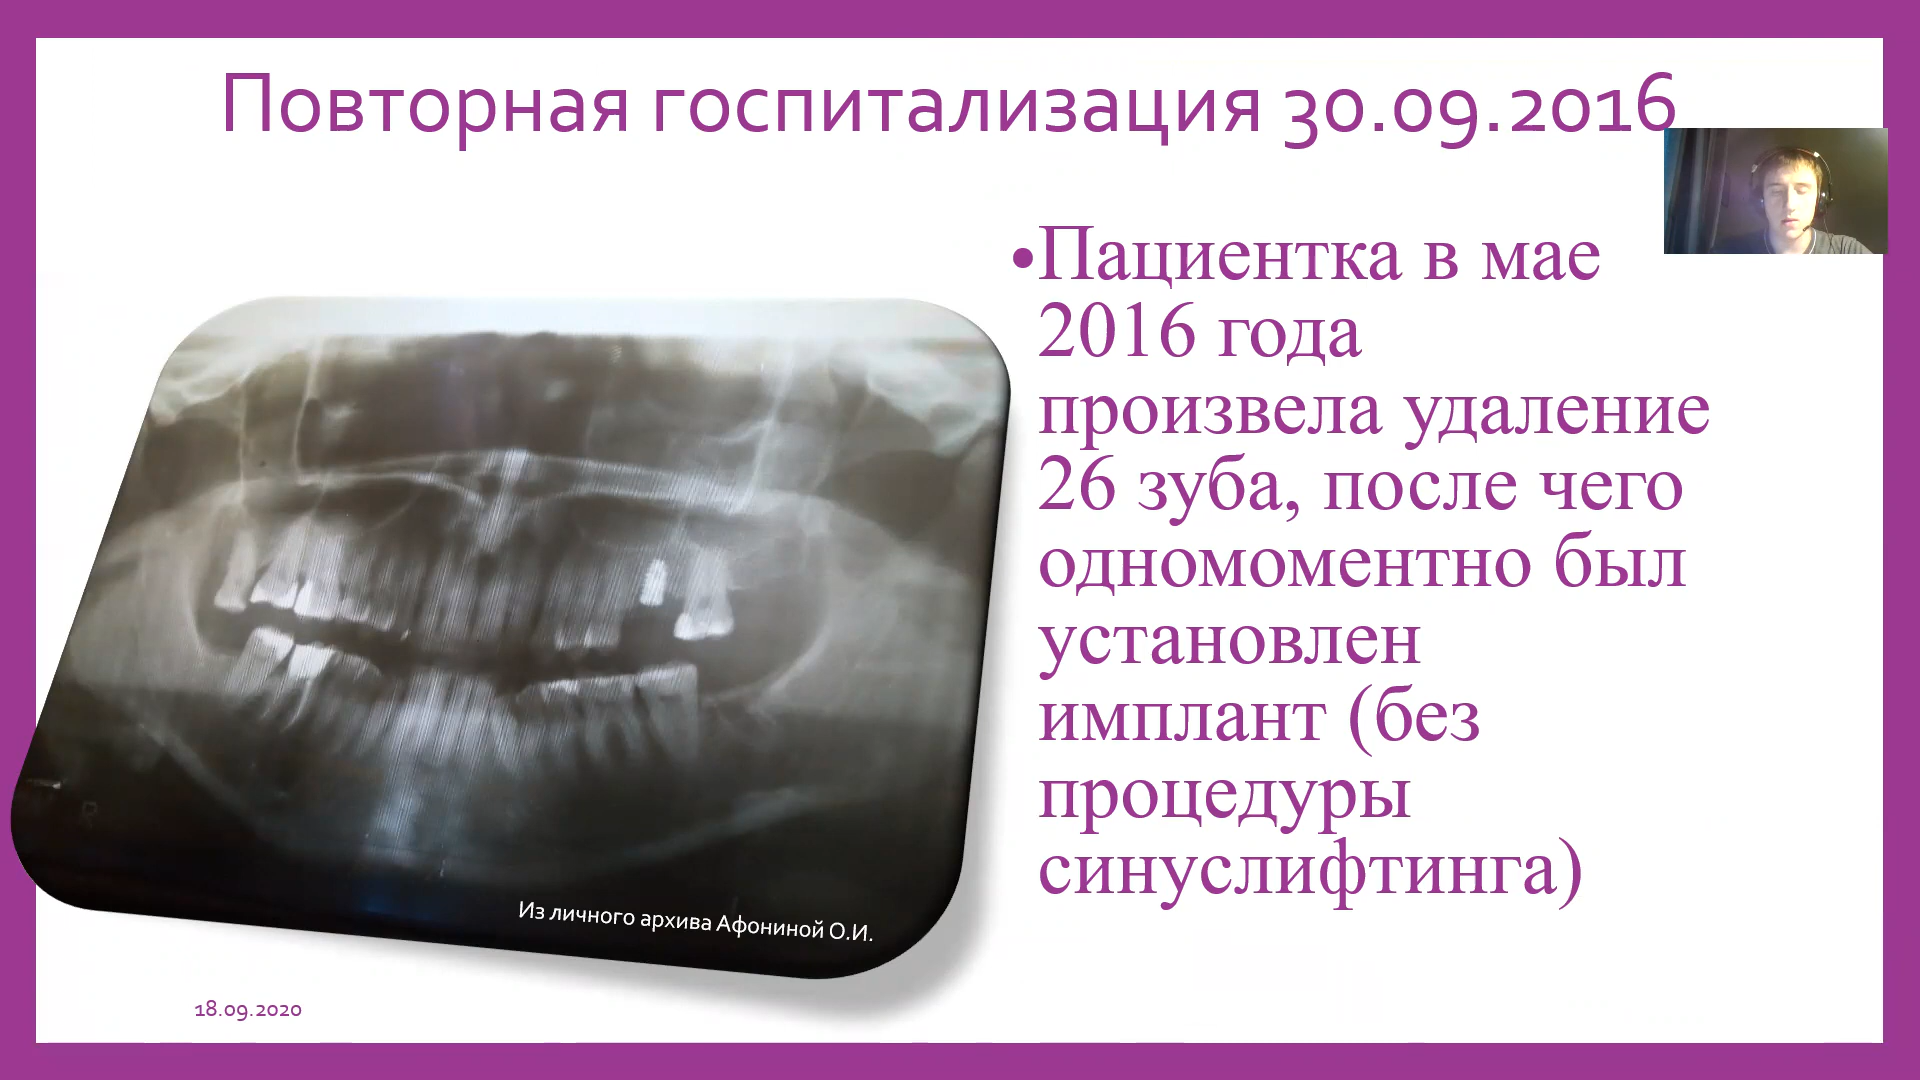 Повторная госпитализация 30.09.2016
•Пациентка в мае
2016 года
произвела удаление
26 зуба, после чего
одномоментно был
установлен
имплант (без
процедуры
синуслифтинга)
R
Из личного архива Афониной О.И.
18.09.2020